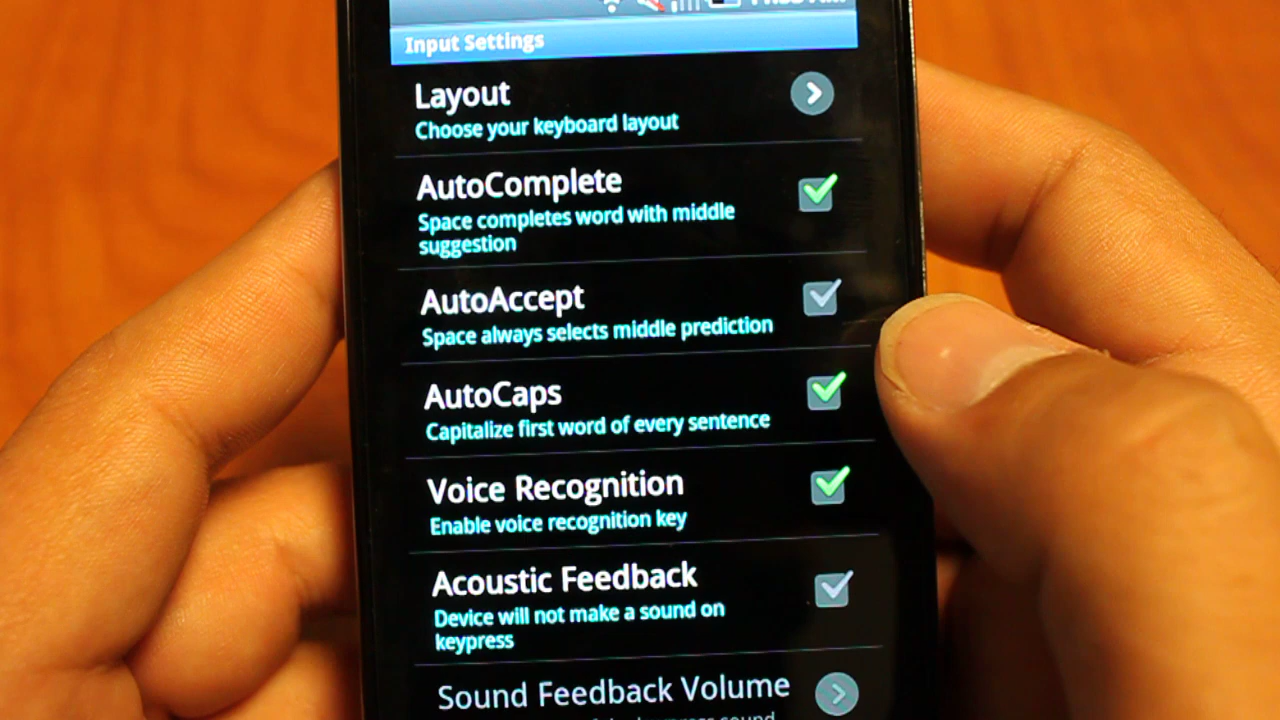 Input Settings
Layout
Choose your keyboard layout
AutoComplete
Space completes word with middle
suggestion
AutoAccept
Space always selects middle prediction
AutoCaps
Capitalize first word of every sentence
Voice Recognition
Enable voice recognition key
Acoustic Feedback
Device will not make a sound on
keypress
Sound Feedback Volume
keypress sound